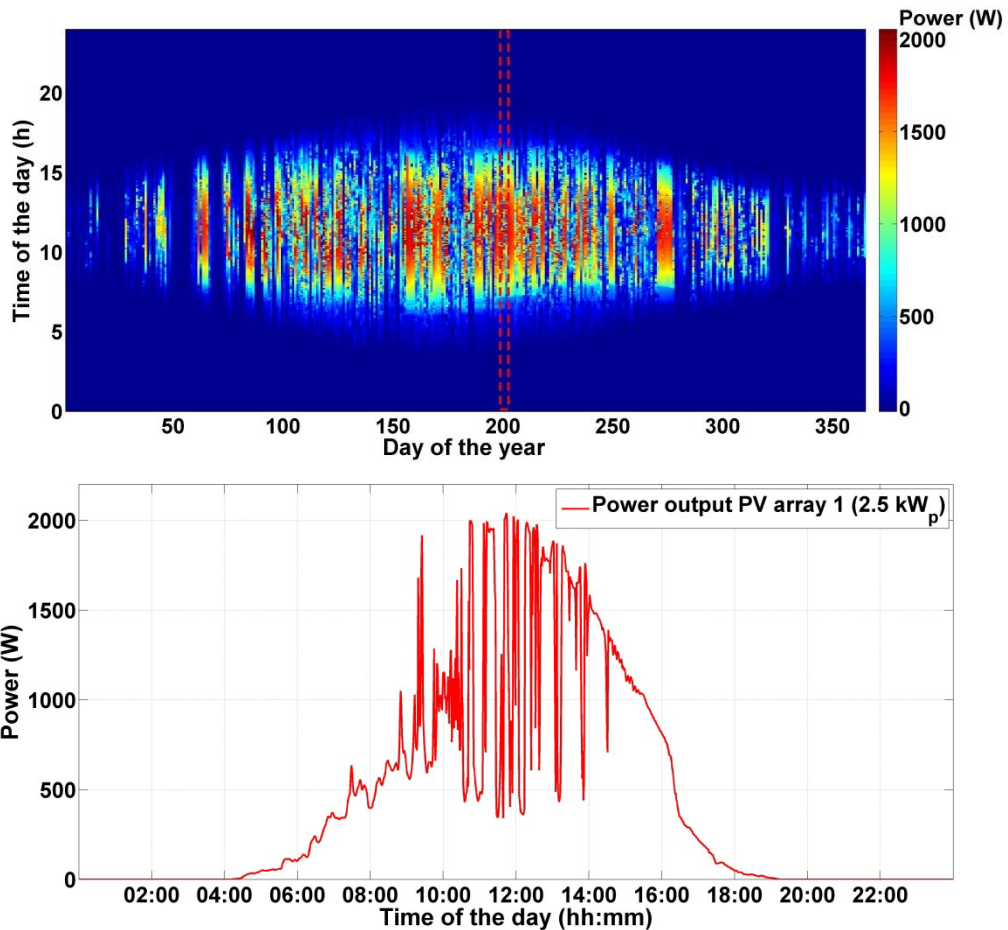 Power (W)
2000
1500
1000
500
0
Time of the day (h)
20
15
10
5
0
50 100 150 200 250 300 350
Day of the year
Power output PV array 1 (2.5 kWp)
Power (W)
2000
1500
1000
500
0
02:00 04:00 06:00 08:00 10:00 12:00 14:00 16:00 18:00 20:00 22:00
Time of the day (hh:mm)